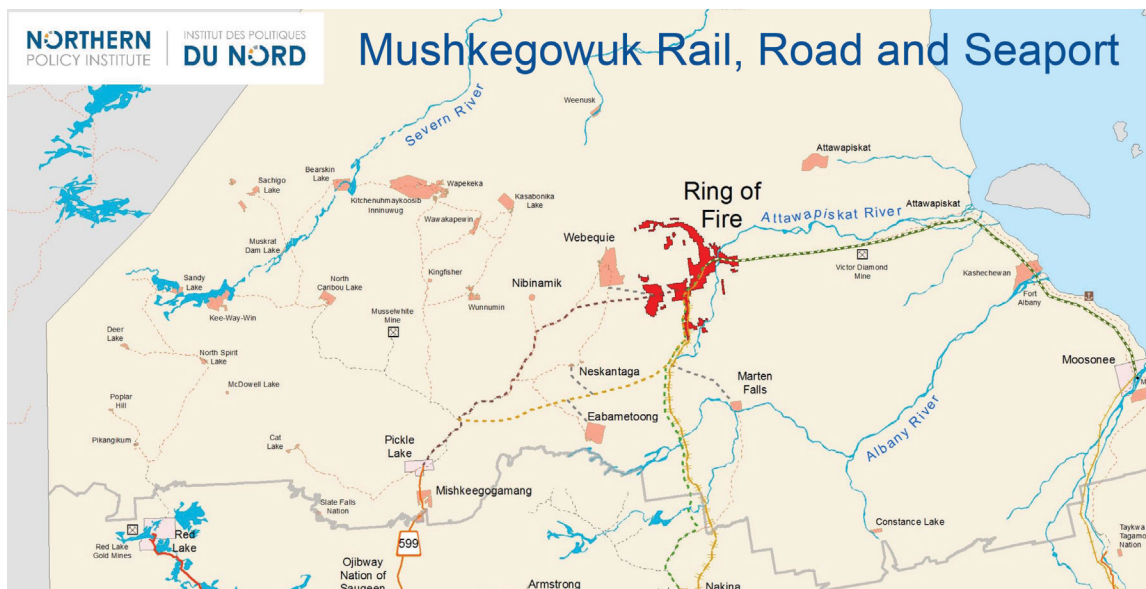 NORTHERN
POLICY INSTITUTE
INSTITUT DES POLITIQUES
DU NORD
Mushkegowuk Rail, Road and Seaport
Severn River
Weenusk
Attawapiskat
Bearskin
Lake
Sachigo
Lake
Kitchenuhmaykoosib
Inninuwug
Wapekeka
Kasabonika
Lake
Wawakapewin
Ring of
Fire
Attawapiskat River
Attawapiskat
Muskrat
Dam Lake
Webequie
Victor Diamond
Mine
Kashechewan
Fort
Albany
Sandy
Lake
Kee-Way-Win
North
Caribou Lake
Kingfisher
Nibinamik
Wunnumin
Musselwhite
Mine
Deer
Lake
North Spirit
Lake
McDowell Lake
Neskantaga
Marten
Falls
Moosonee
M
Poplar
Hill
Pikangikum
Cat
Lake
Eabametoong
Albany River
Pickle
Lake
Mishkeegogamang
Slate Falls
Nation
Constance Lake
Taykwa
Tagamo
Nation
Red Lake
Gold Mines
Red
Lake
599
Ojibway
Nation of
Saugeen
Armstrong
Nakina